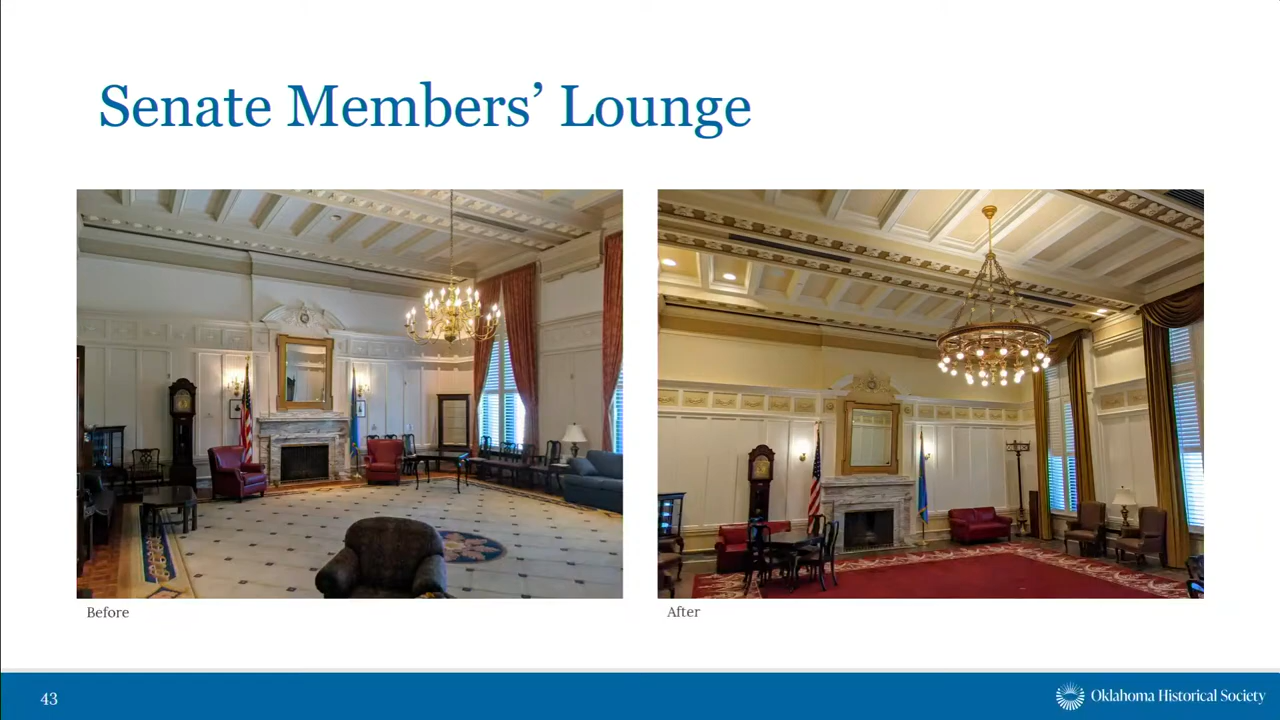 Senate Members’ Lounge
Before
After
43
Oklahoma Historical Society